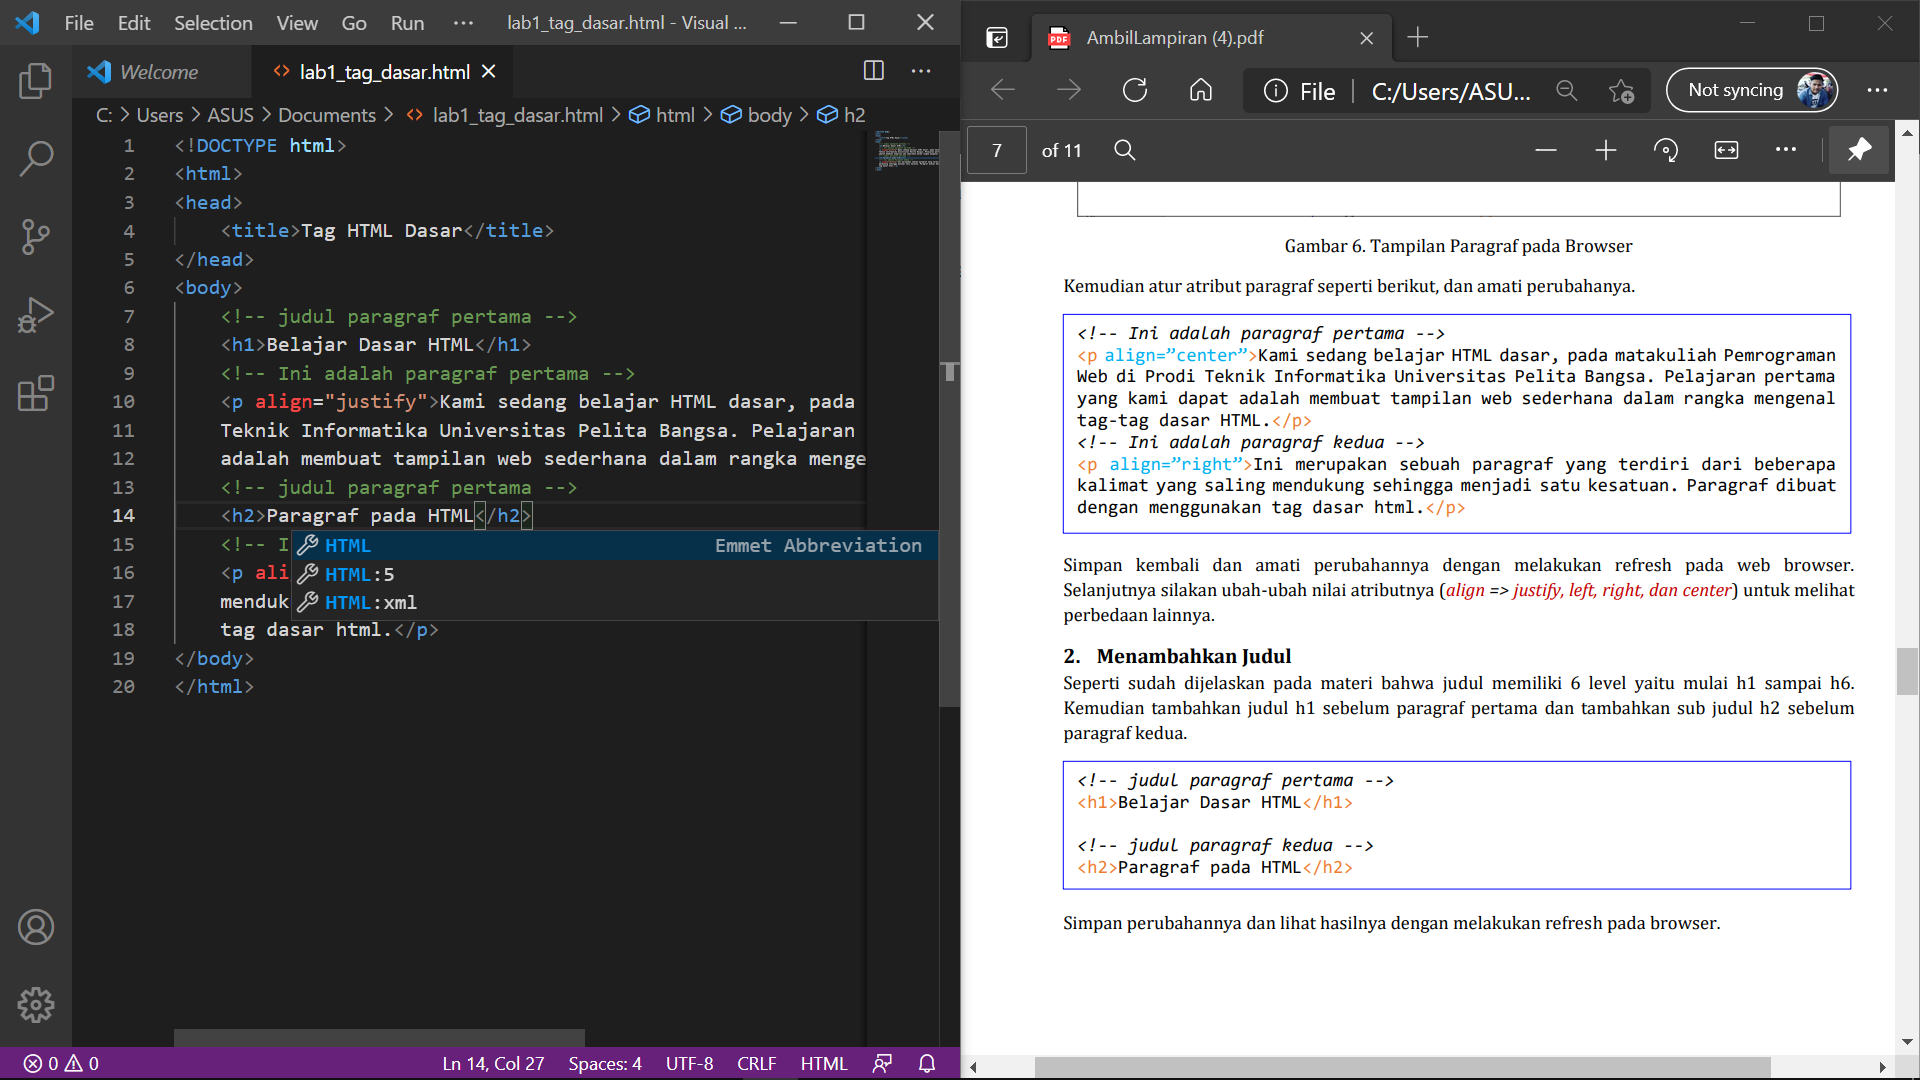 File Edit Selection View Go Run ··· lab1_tag_dasar.html - Visual ...
Welcome
lab1_tag_dasar.html
C: > Users > ASUS > Documents > lab1_tag_dasar.html > html > body > h2
1 <!DOCTYPE html>
2 <html>
3 <head>
4 <title>Tag HTML Dasar</title>
5 </head>
6 <body>
7 <!-- judul paragraf pertama -->
8 <h1>Belajar Dasar HTML</h1>
9 <!-- Ini adalah paragraf pertama -->
10 <p align="justify">Kami sedang belajar HTML dasar, pada
11 Teknik Informatika Universitas Pelita Bangsa. Pelajaran
12 adalah membuat tampilan web sederhana dalam rangka menge
13 <!-- judul paragraf pertama -->
14 <h2>Paragraf pada HTML</h2>
15 <!-- I
HTML Emmet Abbreviation
16 <p ali
HTML:5
17 menduk
HTML:xml
18 tag dasar html.</p>
19 </body>
20 </html>
0 0 Ln 14, Col 27 Spaces: 4 UTF-8 CRLF HTML
PDF AmbilLampiran (4).pdf
File C:/Users/ASU... Not syncing
7 of 11
Gambar 6. Tampilan Paragraf pada Browser
Kemudian atur atribut paragraf seperti berikut, dan amati perubahanya.
<!-- Ini adalah paragraf pertama -->
<p align=”center”>Kami sedang belajar HTML dasar, pada matakuliah Pemrograman
Web di Prodi Teknik Informatika Universitas Pelita Bangsa. Pelajaran pertama
yang kami dapat adalah membuat tampilan web sederhana dalam rangka mengenal
tag-tag dasar HTML.</p>
<!-- Ini adalah paragraf kedua -->
<p align=”right”>Ini merupakan sebuah paragraf yang terdiri dari beberapa
kalimat yang saling mendukung sehingga menjadi satu kesatuan. Paragraf dibuat
dengan menggunakan tag dasar html.</p>
Simpan kembali dan amati perubahannya dengan melakukan refresh pada web browser.
Selanjutnya silakan ubah-ubah nilai atributnya (align => justify, left, right, dan center) untuk melihat
perbedaan lainnya.
2. Menambahkan Judul
Seperti sudah dijelaskan pada materi bahwa judul memiliki 6 level yaitu mulai h1 sampai h6.
Kemudian tambahkan judul h1 sebelum paragraf pertama dan tambahkan sub judul h2 sebelum
paragraf kedua.
<!-- judul paragraf pertama -->
<h1>Belajar Dasar HTML</h1>
<!-- judul paragraf kedua -->
<h2>Paragraf pada HTML</h2>
Simpan perubahannya dan lihat hasilnya dengan melakukan refresh pada browser.